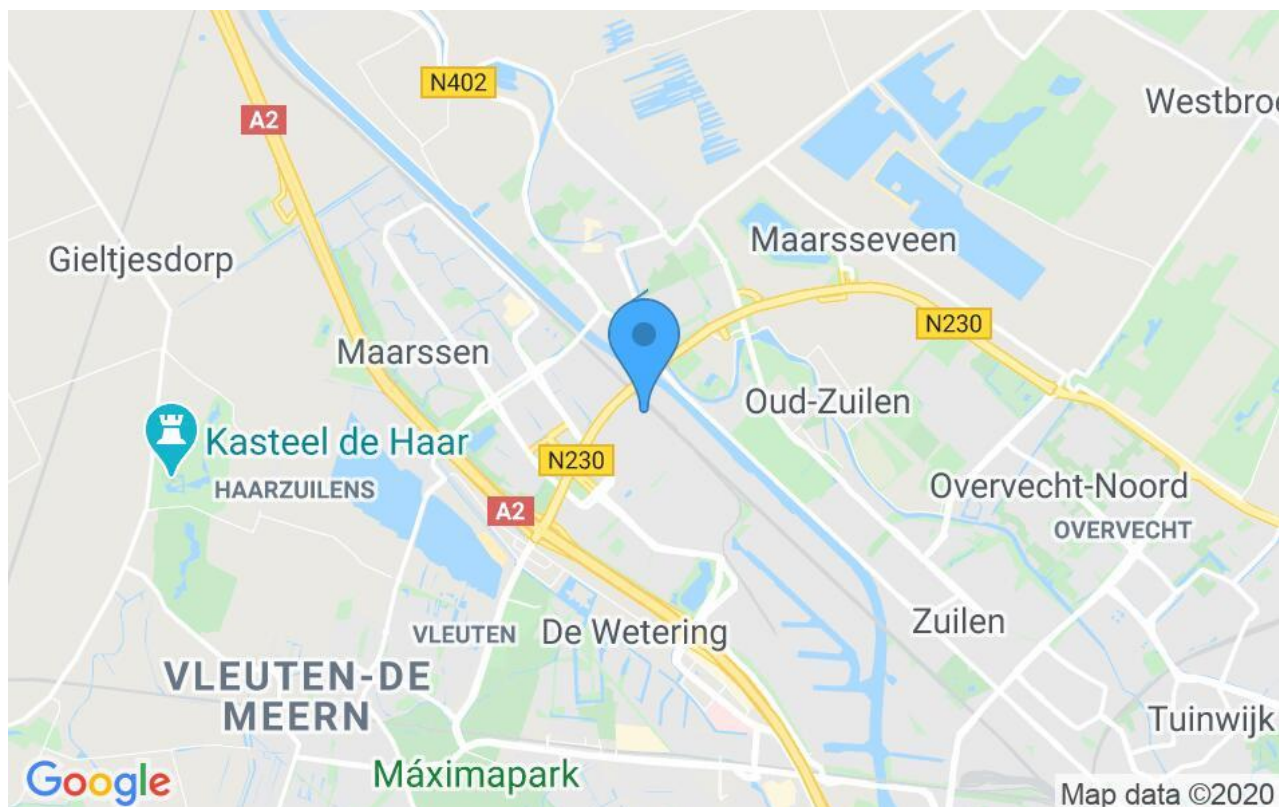 N402
Westbroe
A2
Maarsseveen
Gieltjesdorp
N230
Maarssen
Oud-Zuilen
Kasteel de Haar
N230
HAARZUILENS
Overvecht-Noord
A2
OVERVECHT
Zuilen
VLEUTEN
De Wetering
VLEUTEN-DE
MEERN
Tuinwijk
Máximapark
Google
Map data ©2020